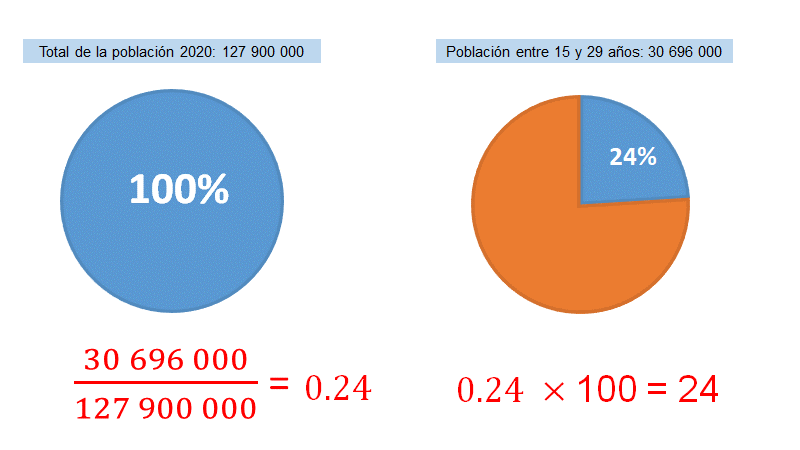 Total de la población 2020: 127 900 000
Población entre 15 y 29 años: 30 696 000
100%
24%
30 696 000
127 900 000
= 0.24
0.24 × 100 = 24